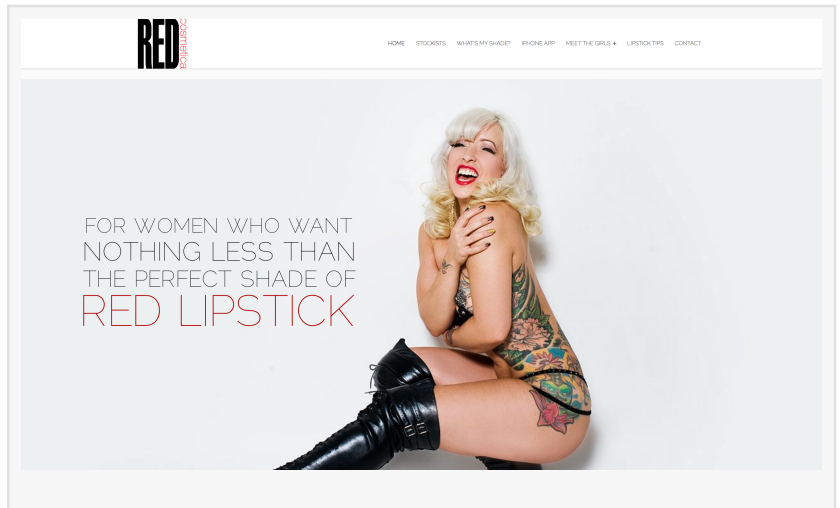 RED
cosmetica
HOME STOCKISTS WHAT'S MY SHADE? IPHONE APP MEET THE GIRLS + LIPSTICK TIPS CONTACT
FOR WOMEN WHO WANT
NOTHING LESS THAN
THE PERFECT SHADE OF
RED LIPSTICK